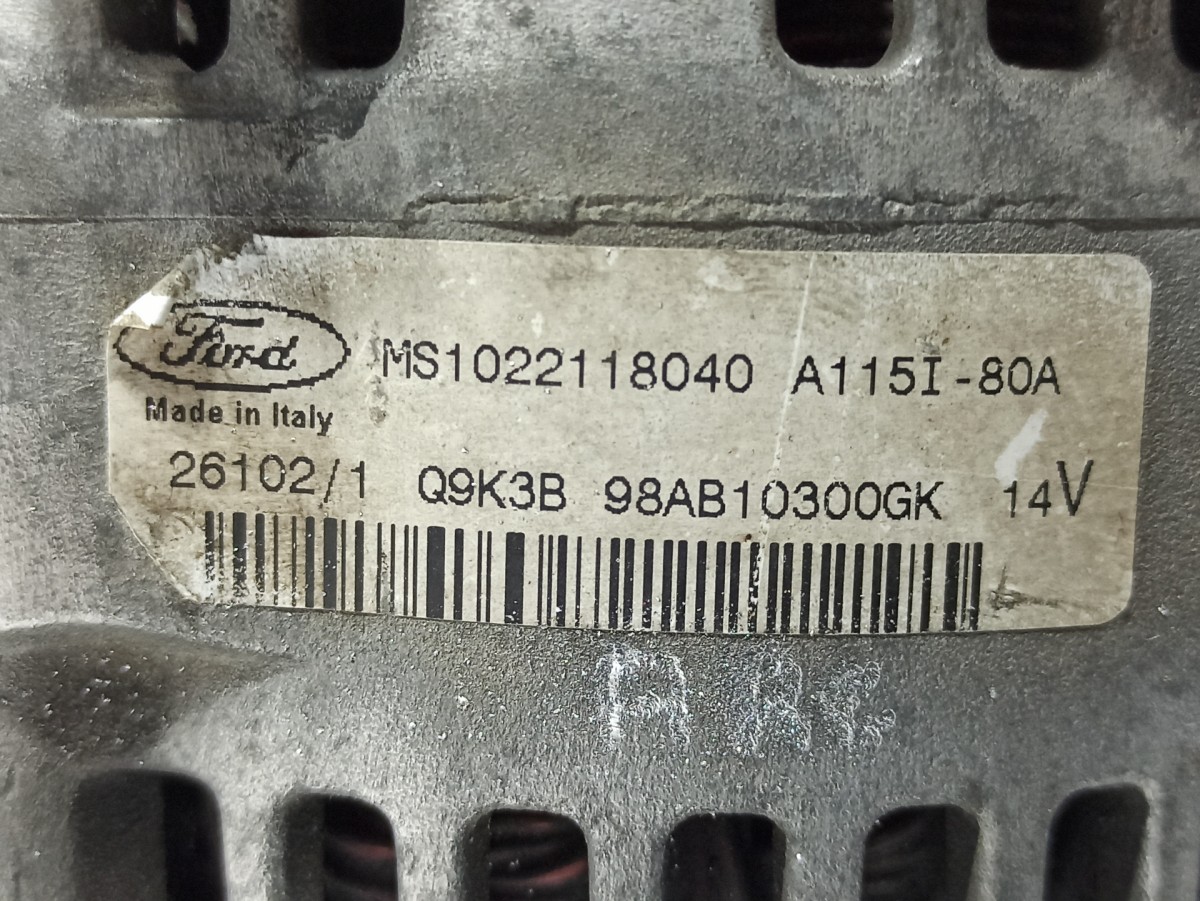 Ford MS1022118040 A115I-80A
Made in Italy
26102/1 Q9K3B 98AB10300GK 14V